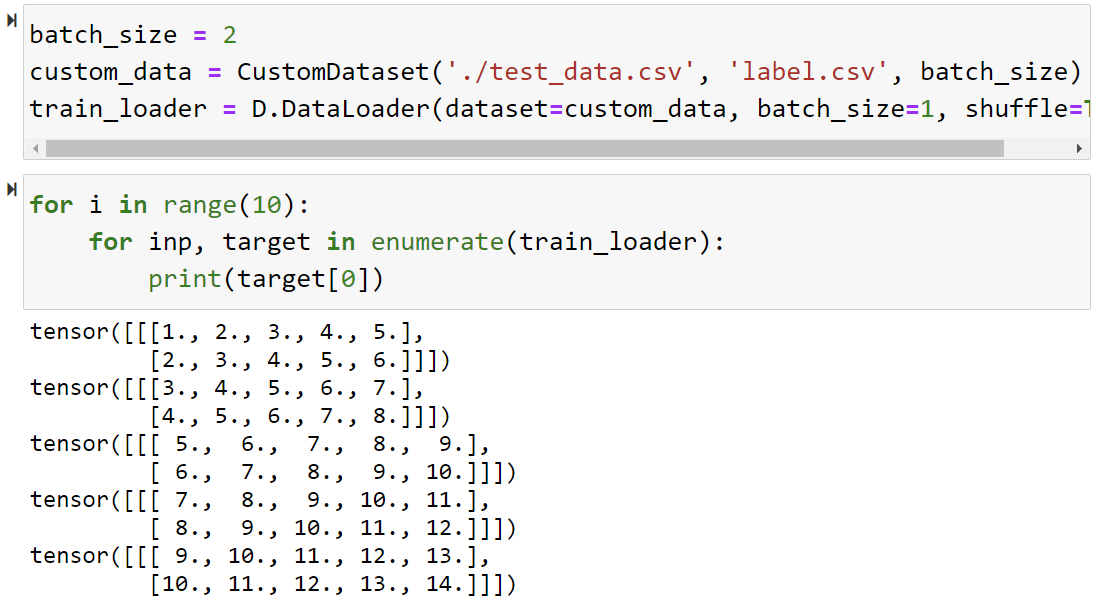 batch_size = 2
custom_data = CustomDataset('./test_data.csv', 'label.csv', batch_size)
train_loader = D.DataLoader(dataset=custom_data, batch_size=1, shuffle=T
for i in range(10):
    for inp, target in enumerate(train_loader):
        print(target[0])
tensor([[[1., 2., 3., 4., 5.],
         [2., 3., 4., 5., 6.]]])
tensor([[[3., 4., 5., 6., 7.],
         [4., 5., 6., 7., 8.]]])
tensor([[[ 5.,  6.,  7.,  8.,  9.],
         [ 6.,  7.,  8.,  9., 10.]]])
tensor([[[ 7.,  8.,  9., 10., 11.],
         [ 8.,  9., 10., 11., 12.]]])
tensor([[[ 9., 10., 11., 12., 13.],
         [10., 11., 12., 13., 14.]]])